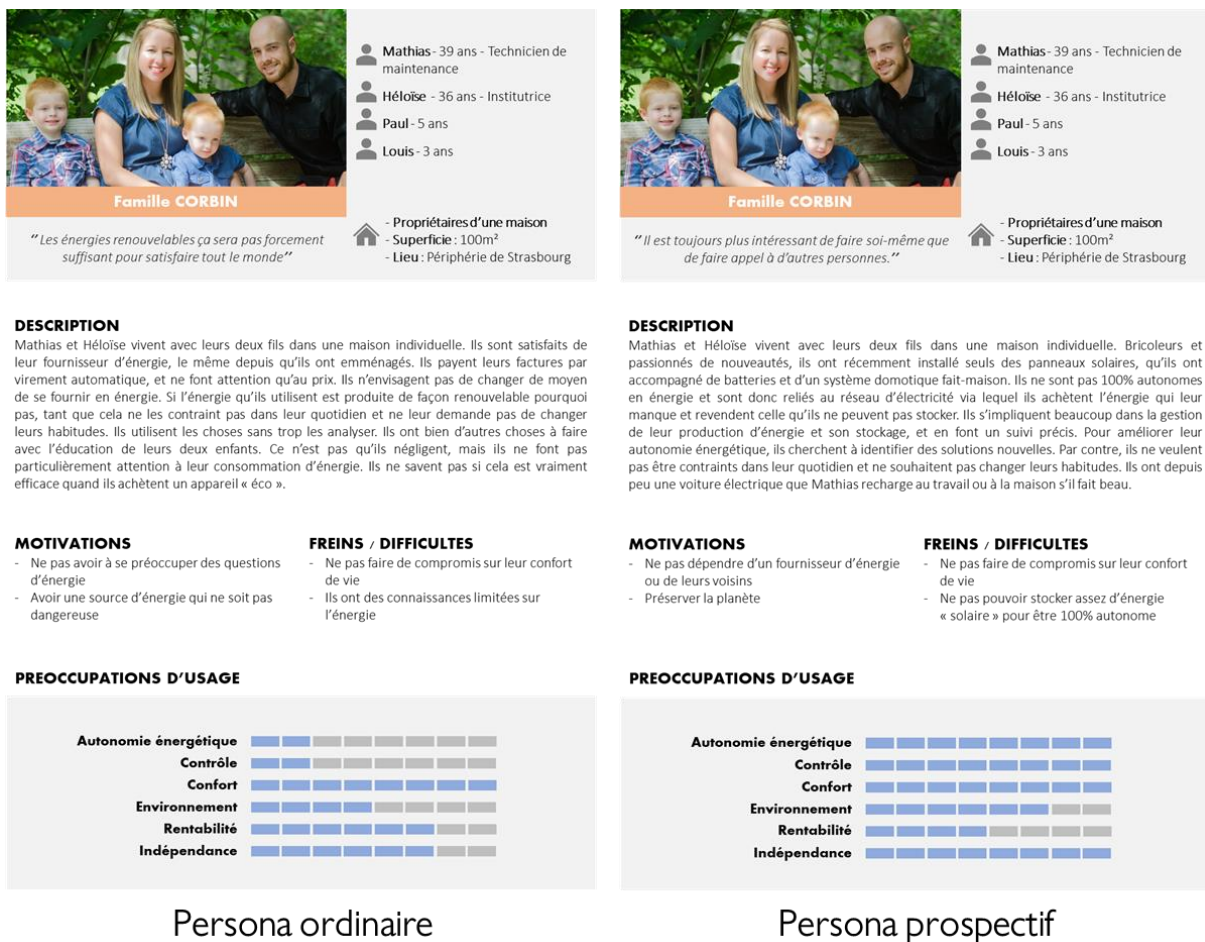 Mathias - 39 ans - Technicien de
maintenance
Héloïse - 36 ans - Institutrice
Paul - 5 ans
Louis - 3 ans
Famille CORBIN
- Propriétaires d'une maison
- Superficie : 100m²
- Lieu : Périphérie de Strasbourg
"Les énergies renouvelables ça sera pas forcement
suffisant pour satisfaire tout le monde"
DESCRIPTION
Mathias et Héloïse vivent avec leurs deux fils dans une maison individuelle. Ils sont satisfaits de
leur fournisseur d'énergie, le même depuis qu'ils ont emménagés. Ils payent leurs factures par
virement automatique, et ne font attention qu'au prix. Ils n'envisagent pas de changer de moyen
de se fournir en énergie. Si l'énergie qu'ils utilisent est produite de façon renouvelable pourquoi
pas, tant que cela ne les contraint pas dans leur quotidien et ne leur demande pas de changer
leurs habitudes. Ils utilisent les choses sans trop les analyser. Ils ont bien d'autres choses à faire
avec l'éducation de leurs deux enfants. Ce n'est pas qu'ils négligent, mais ils ne font pas
particulièrement attention à leur consommation d'énergie. Ils ne savent pas si cela est vraiment
efficace quand ils achètent un appareil « éco ».
MOTIVATIONS
- Ne pas avoir à se préoccuper des questions
d'énergie
- Avoir une source d'énergie qui ne soit pas
dangereuse
FREINS / DIFFICULTES
- Ne pas faire de compromis sur leur confort
de vie
- Ils ont des connaissances limitées sur
l'énergie
PREOCCUPATIONS D'USAGE
Autonomie énergétique
Contrôle
Confort
Environnement
Rentabilité
Indépendance
Persona ordinaire
Mathias - 39 ans - Technicien de
maintenance
Héloïse - 36 ans - Institutrice
Paul - 5 ans
Louis - 3 ans
Famille CORBIN
- Propriétaires d'une maison
- Superficie : 100m²
- Lieu : Périphérie de Strasbourg
"Il est toujours plus intéressant de faire soi-même que
de faire appel à d'autres personnes."
DESCRIPTION
Mathias et Héloïse vivent avec leurs deux fils dans une maison individuelle. Bricoleurs et
passionnés de nouveautés, ils ont récemment installé seuls des panneaux solaires, qu'ils ont
accompagné de batteries et d'un système domotique fait-maison. Ils ne sont pas 100% autonomes
en énergie et sont donc reliés au réseau d'électricité via lequel ils achètent l'énergie qui leur
manque et revendent celle qu'ils ne peuvent pas stocker. Ils s'impliquent beaucoup dans la gestion
de leur production d'énergie et son stockage, et en font un suivi précis. Pour améliorer leur
autonomie énergétique, ils cherchent à identifier des solutions nouvelles. Par contre, ils ne veulent
pas être contraints dans leur quotidien et ne souhaitent pas changer leurs habitudes. Ils ont depuis
peu une voiture électrique que Mathias recharge au travail ou à la maison s'il fait beau.
MOTIVATIONS
- Ne pas dépendre d'un fournisseur d'énergie
ou de leurs voisins
- Préserver la planète
FREINS / DIFFICULTES
- Ne pas faire de compromis sur leur confort
de vie
- Ne pas pouvoir stocker assez d'énergie
« solaire » pour être 100% autonome
PREOCCUPATIONS D'USAGE
Autonomie énergétique
Contrôle
Confort
Environnement
Rentabilité
Indépendance
Persona prospectif